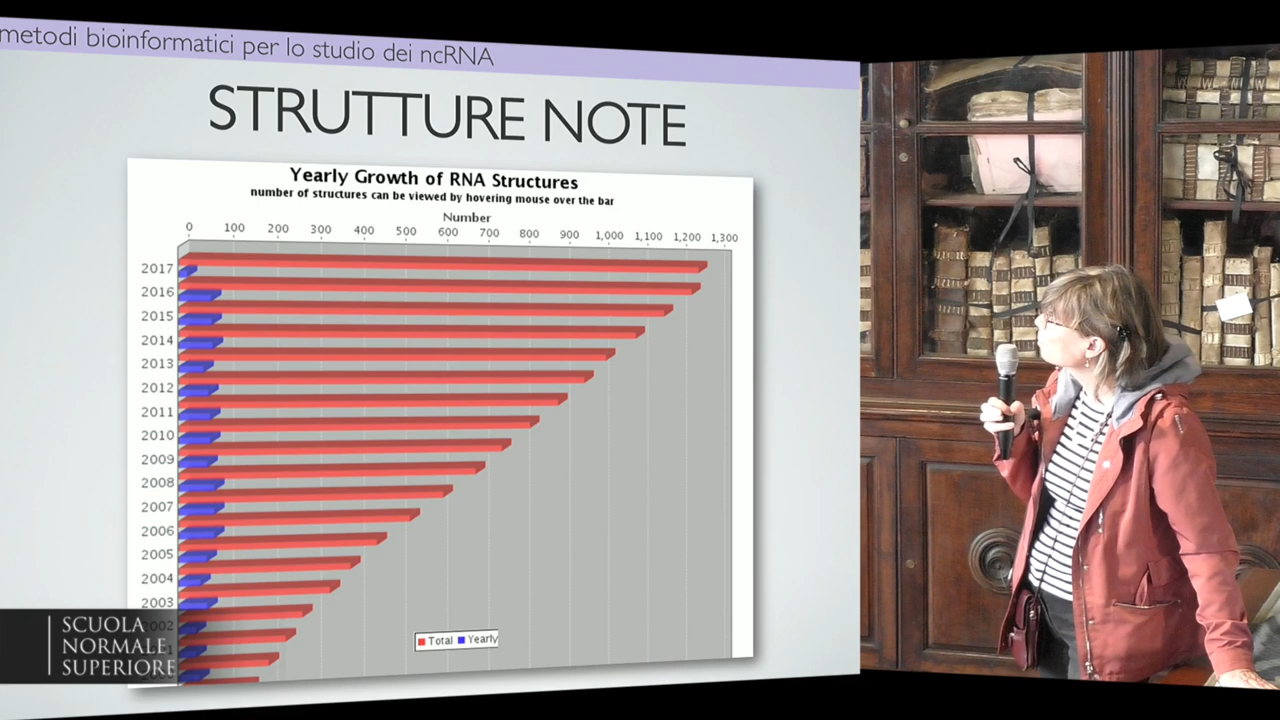 metodi bioinformatici per lo studio dei ncRNA
STRUTTURE NOTE
Yearly Growth of RNA Structures
number of structures can be viewed by hovering mouse over the bar
Number
0 100 200 300 400 500 600 700 800 900 1,000 1,100 1,200 1,300
2017
2016
2015
2014
2013
2012
2011
2010
2009
2008
2007
2006
2005
2004
2003
2002
Total Yearly
SCUOLA
NORMALE
SUPERIORE